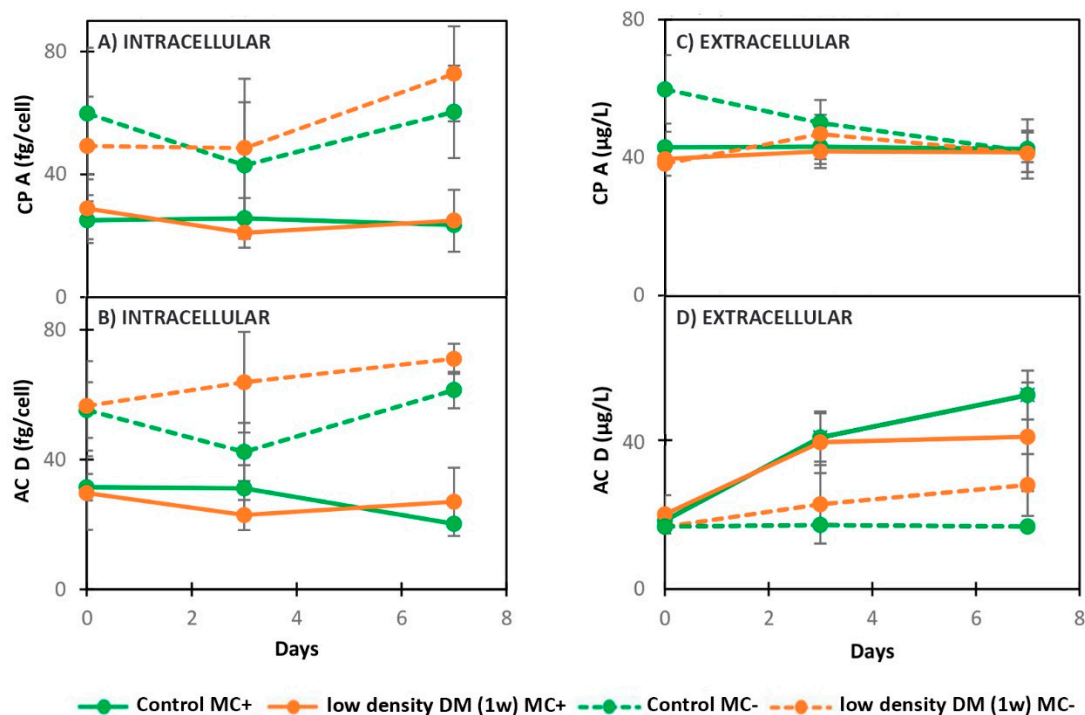 A) INTRACELLULAR
80
40
0
CP A (fg/cell)
C) EXTRACELLULAR
80
40
0
CP A (µg/L)
B) INTRACELLULAR
80
40
0
AC D (fg/cell)
0 2 4 6 8
Days
D) EXTRACELLULAR
40
0
AC D (µg/L)
0 2 4 6 8
Days
Control MC+ low density DM (1w) MC+ Control MC- low density DM (1w) MC-